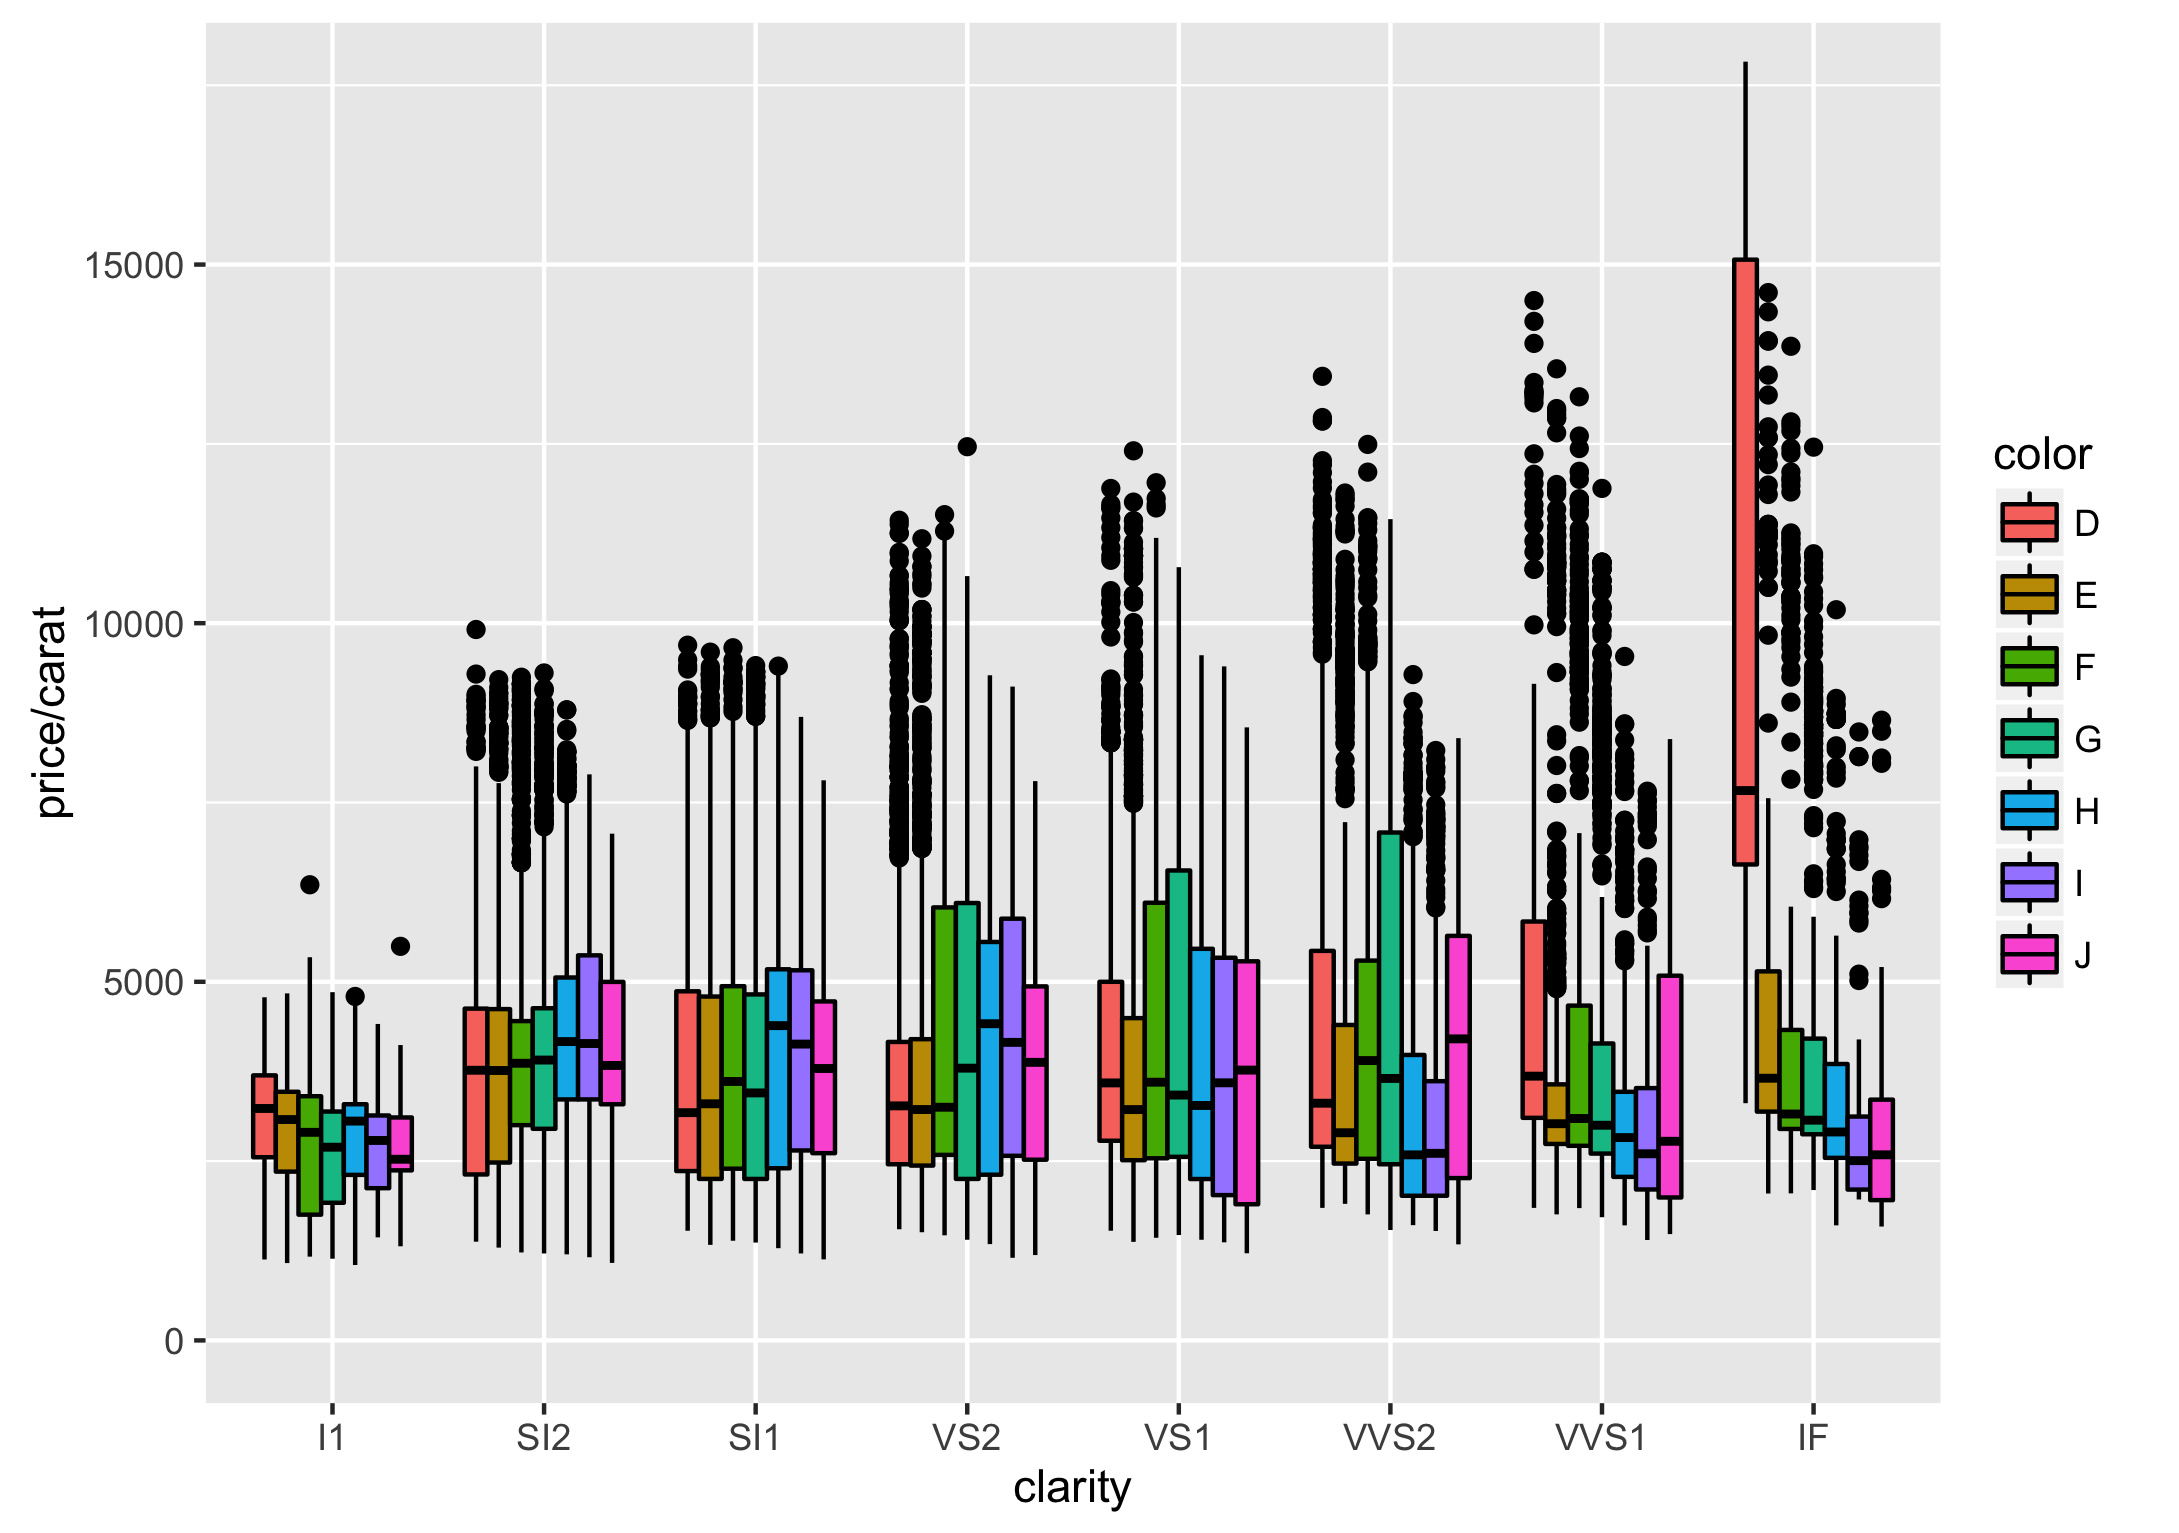 15000
10000
5000
0
price/carat
I1 SI2 SI1 VS2 VS1 VVS2 VVS1 IF
clarity
color
D
E
F
G
H
I
J